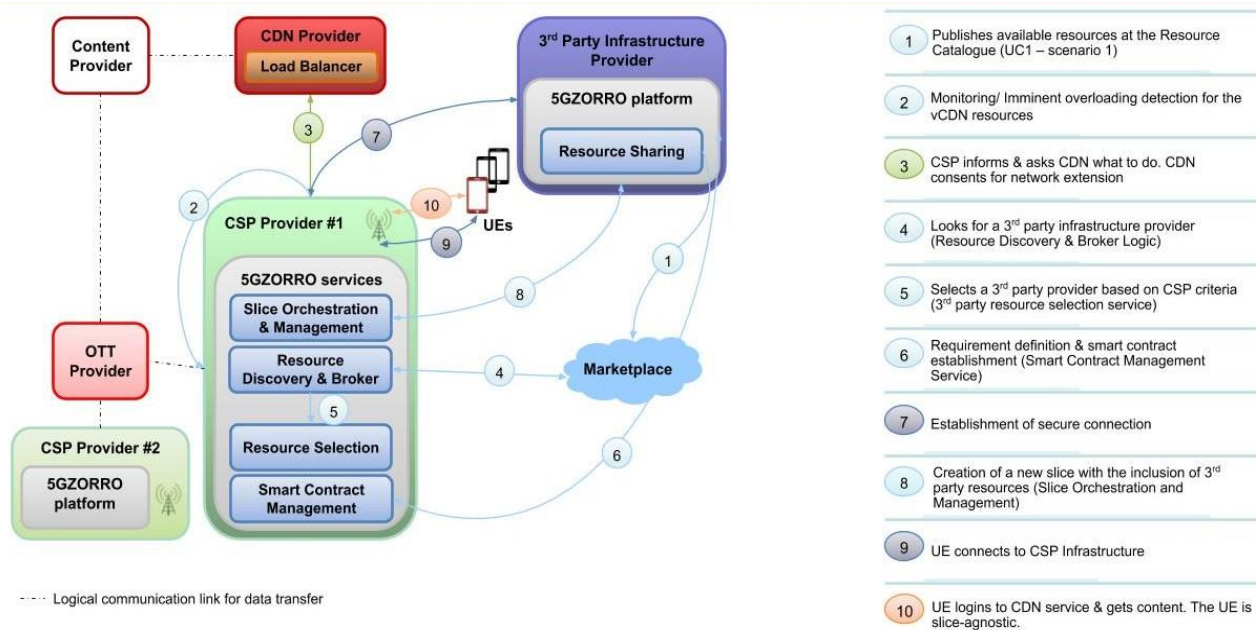 Content
Provider
CDN Provider
Load Balancer
3rd Party Infrastructure
Provider
5GZORRO platform
Resource Sharing
3
7
10
2
CSP Provider #1
UEs
9
1
5GZORRO services
Slice Orchestration
& Management
8
OTT
Provider
Resource
Discovery & Broker
4
Marketplace
5
CSP Provider #2
5GZORRO
platform
Resource Selection
6
Smart Contract
Management
Logical communication link for data transfer
1
Publishes available resources at the Resource
Catalogue (UC1 – scenario 1)
2
Monitoring/ Imminent overloading detection for the
vCDN resources
3
CSP informs & asks CDN what to do. CDN
consents for network extension
4
Looks for a 3rd party infrastructure provider
(Resource Discovery & Broker Logic)
5
Selects a 3rd party provider based on CSP criteria
(3rd party resource selection service)
6
Requirement definition & smart contract
establishment (Smart Contract Management
Service)
7
Establishment of secure connection
8
Creation of a new slice with the inclusion of 3rd
party resources (Slice Orchestration and
Management)
9
UE connects to CSP Infrastructure
10
UE logins to CDN service & gets content. The UE is
slice-agnostic.